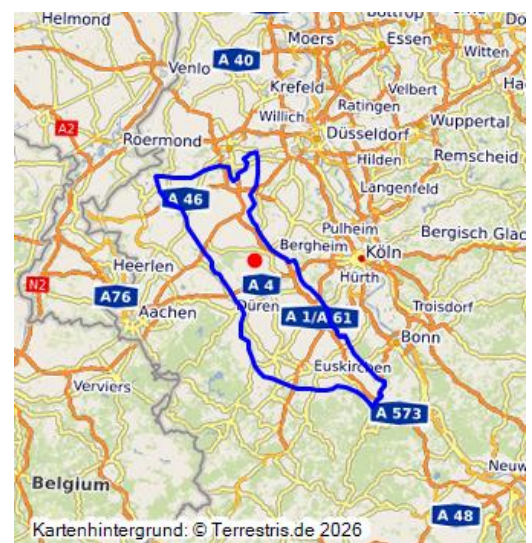 Helmond
Bottrop
Do
Moers
Essen
A 40
Witten
Venlo
Krefeld
Velbert
Ha
A2
Willich
Ratingen
Wuppertal
Roermond
Düsseldorf
Hilden
Remscheid
A 46
Langenfeld
Pulheim
Bergisch Glad
Bergheim
Köln
Heerlen
N2
A 4
Hürth
A76
Düren
Troisdorf
Aachen
A 1/A 61
Bonn
Euskirchen
Verviers
A 573
Neuw
Belgium
A 48
Kartenhintergrund: © Terrestris.de 2026